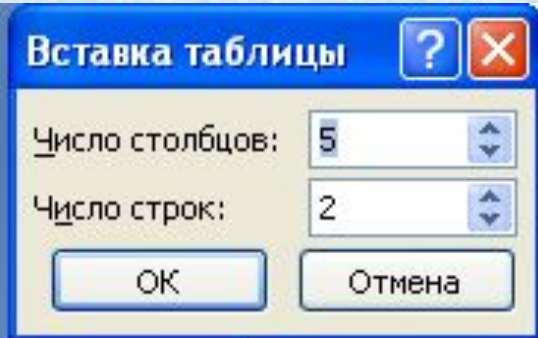 Вставка таблицы ?
Число столбцов: 5
Число строк: 2
ОК Отмена